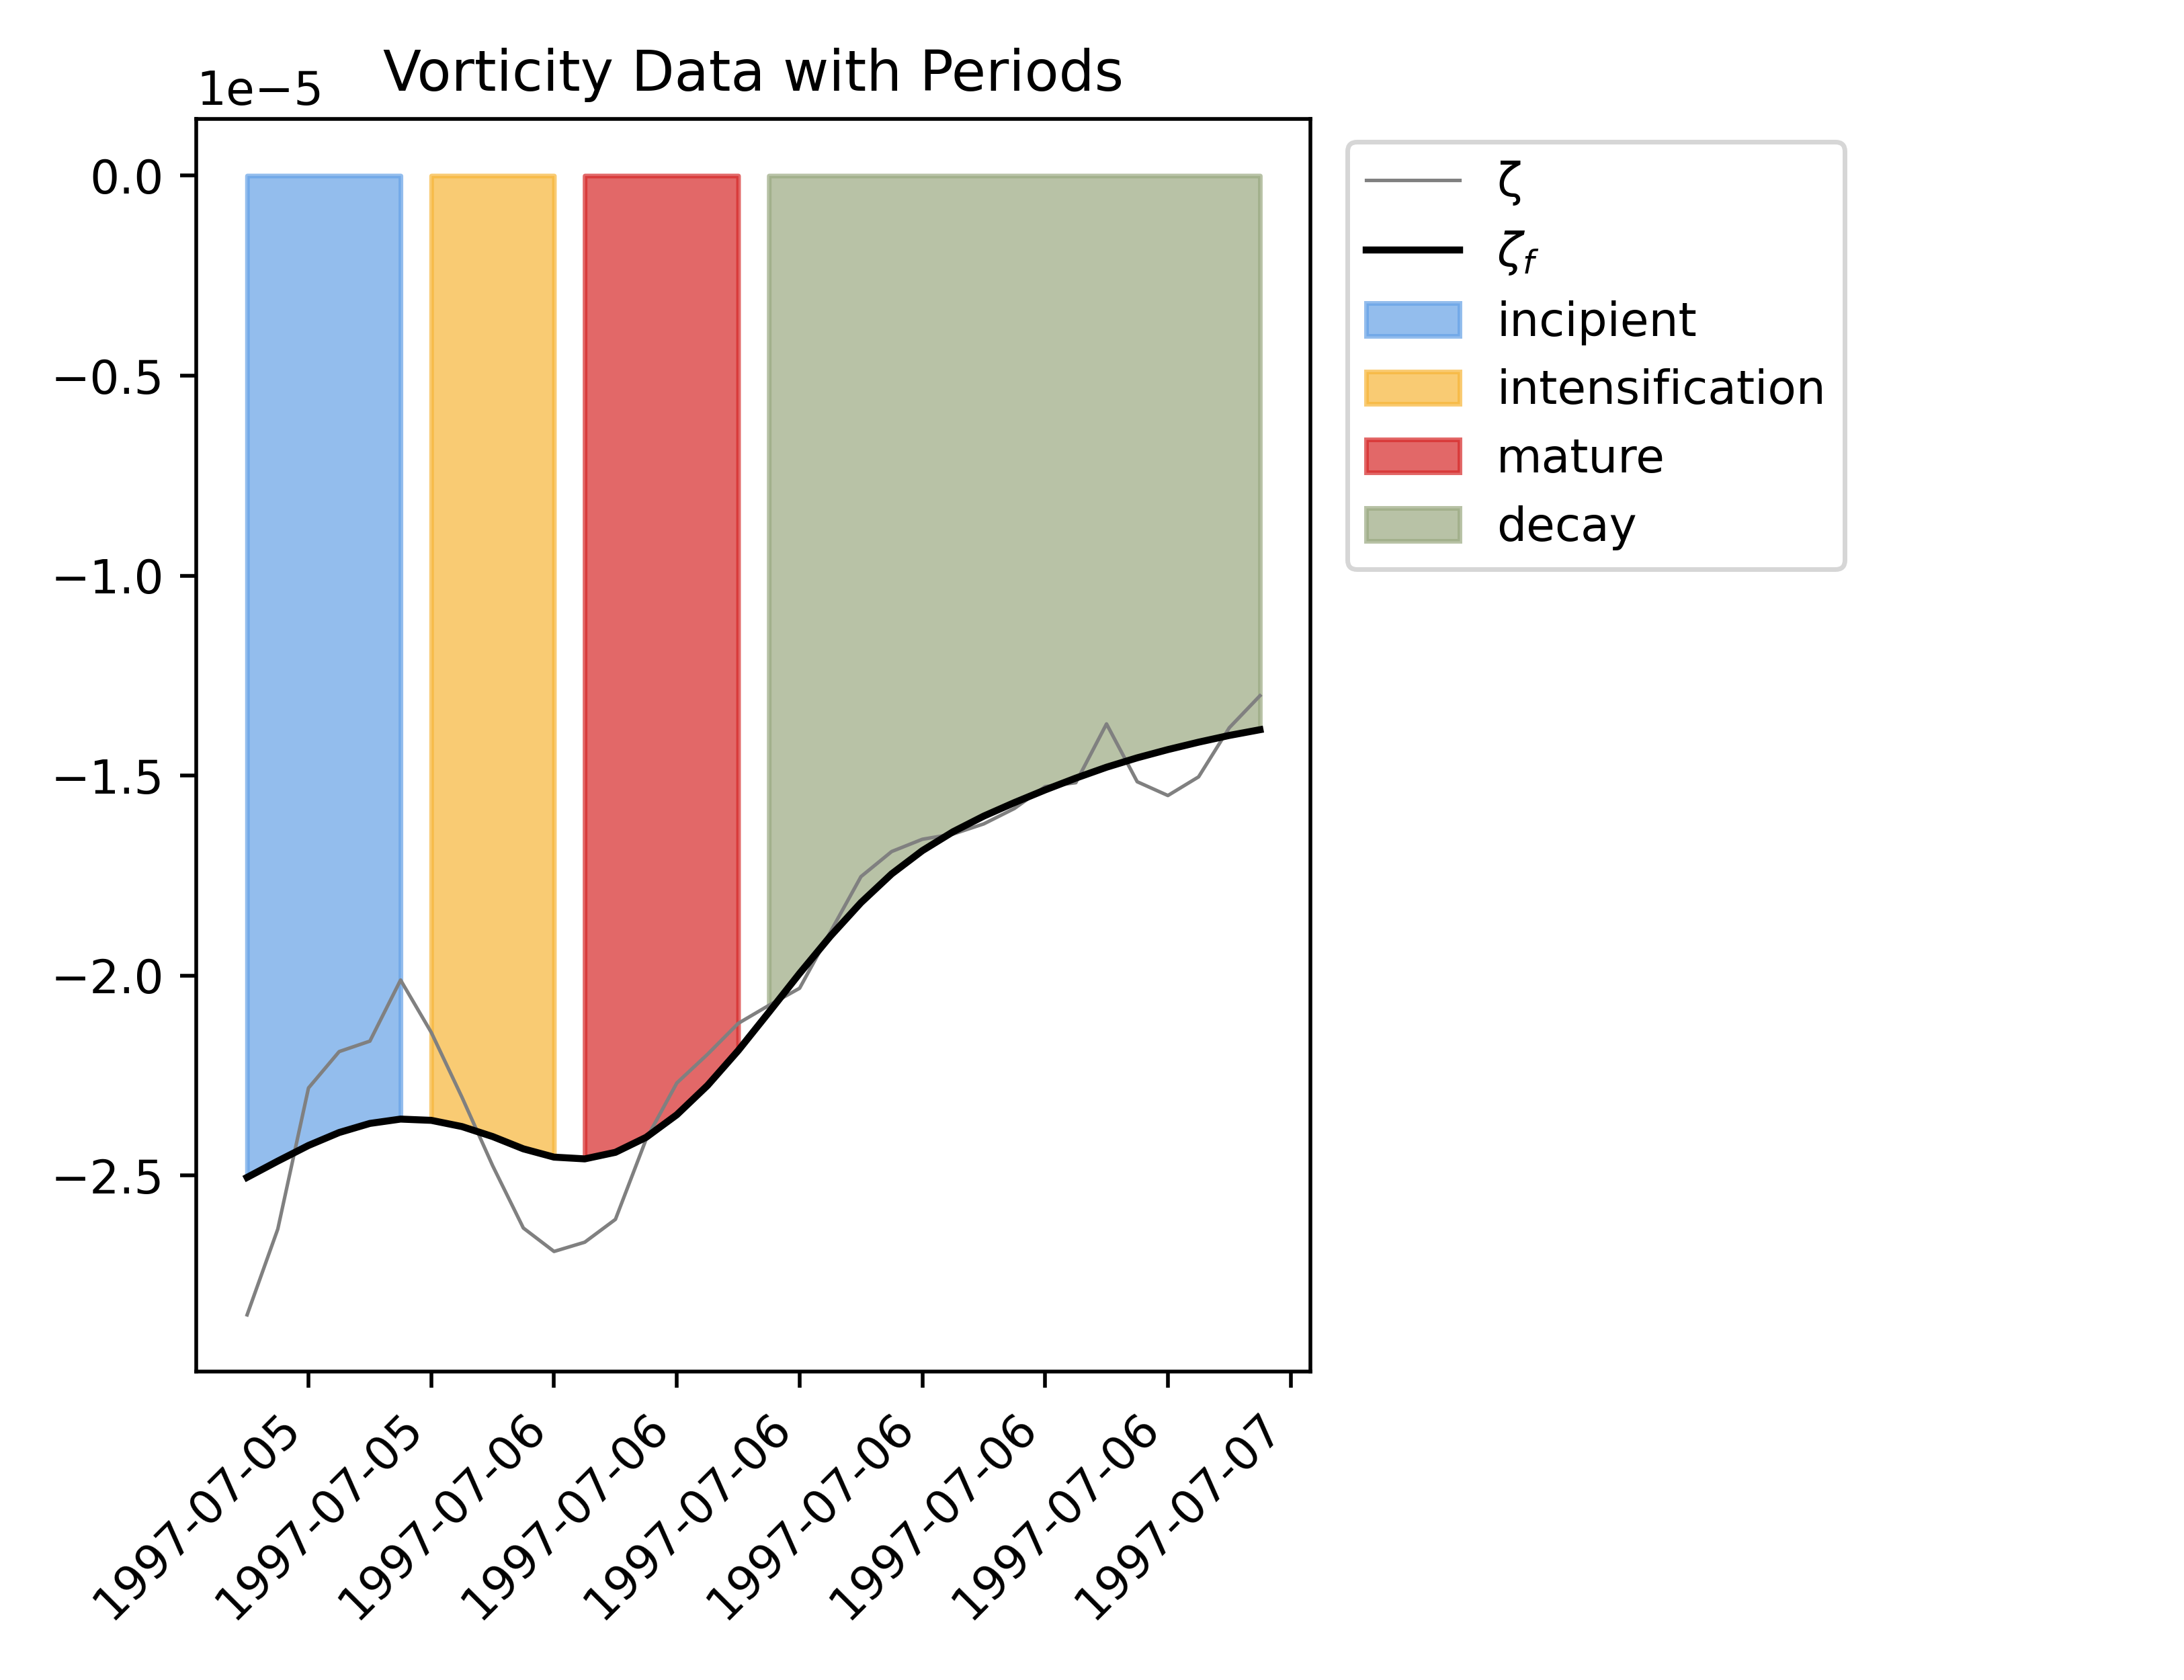 Vorticity Data with Periods
1e−5
0.0
−0.5
−1.0
−1.5
−2.0
−2.5
1997-07-05
1997-07-05
1997-07-06
1997-07-06
1997-07-06
1997-07-06
1997-07-06
1997-07-06
1997-07-07
ζ
ζf
incipient
intensification
mature
decay